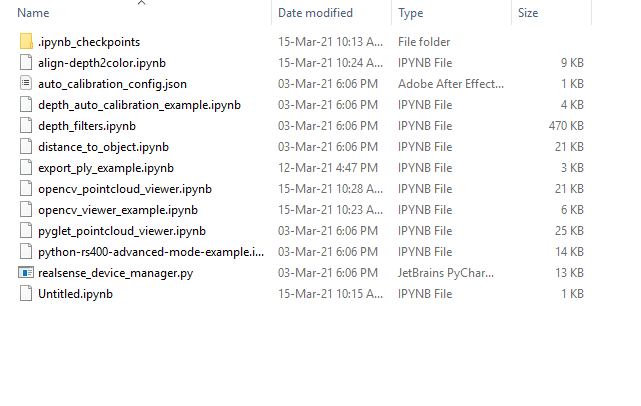 Name Date modified Type Size
.ipynb_checkpoints 15-Mar-21 10:13 A... File folder
align-depth2color.ipynb 15-Mar-21 10:24 A... IPYNB File 9 KB
auto_calibration_config.json 03-Mar-21 6:06 PM Adobe After Effect... 1 KB
depth_auto_calibration_example.ipynb 03-Mar-21 6:06 PM IPYNB File 4 KB
depth_filters.ipynb 03-Mar-21 6:06 PM IPYNB File 470 KB
distance_to_object.ipynb 03-Mar-21 6:06 PM IPYNB File 21 KB
export_ply_example.ipynb 12-Mar-21 4:47 PM IPYNB File 3 KB
opencv_pointcloud_viewer.ipynb 15-Mar-21 10:28 A... IPYNB File 21 KB
opencv_viewer_example.ipynb 15-Mar-21 10:23 A... IPYNB File 6 KB
pyglet_pointcloud_viewer.ipynb 03-Mar-21 6:06 PM IPYNB File 25 KB
python-rs400-advanced-mode-example.i... 03-Mar-21 6:06 PM IPYNB File 14 KB
realsense_device_manager.py 03-Mar-21 6:06 PM JetBrains PyChar... 13 KB
Untitled.ipynb 15-Mar-21 10:15 A... IPYNB File 1 KB